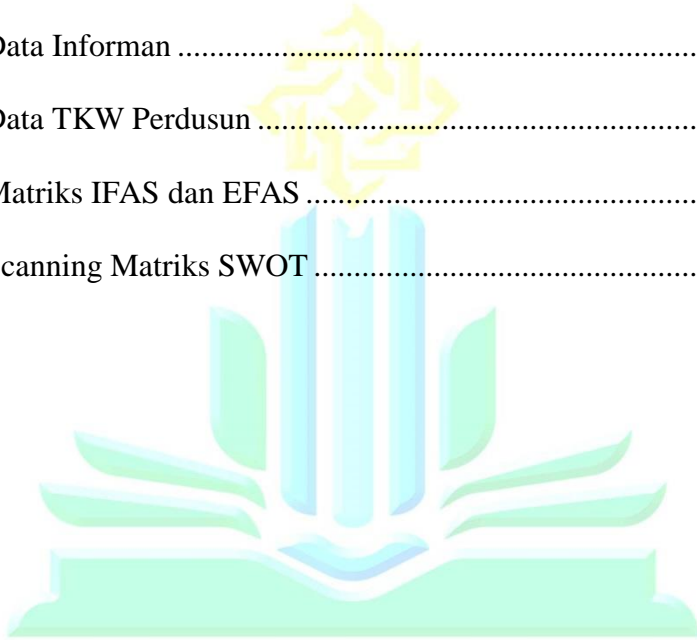 Data Informan ................................................................
Data TKW Perdusun ......................................................
Matriks IFAS dan EFAS ................................................
canning Matriks SWOT ...............................................